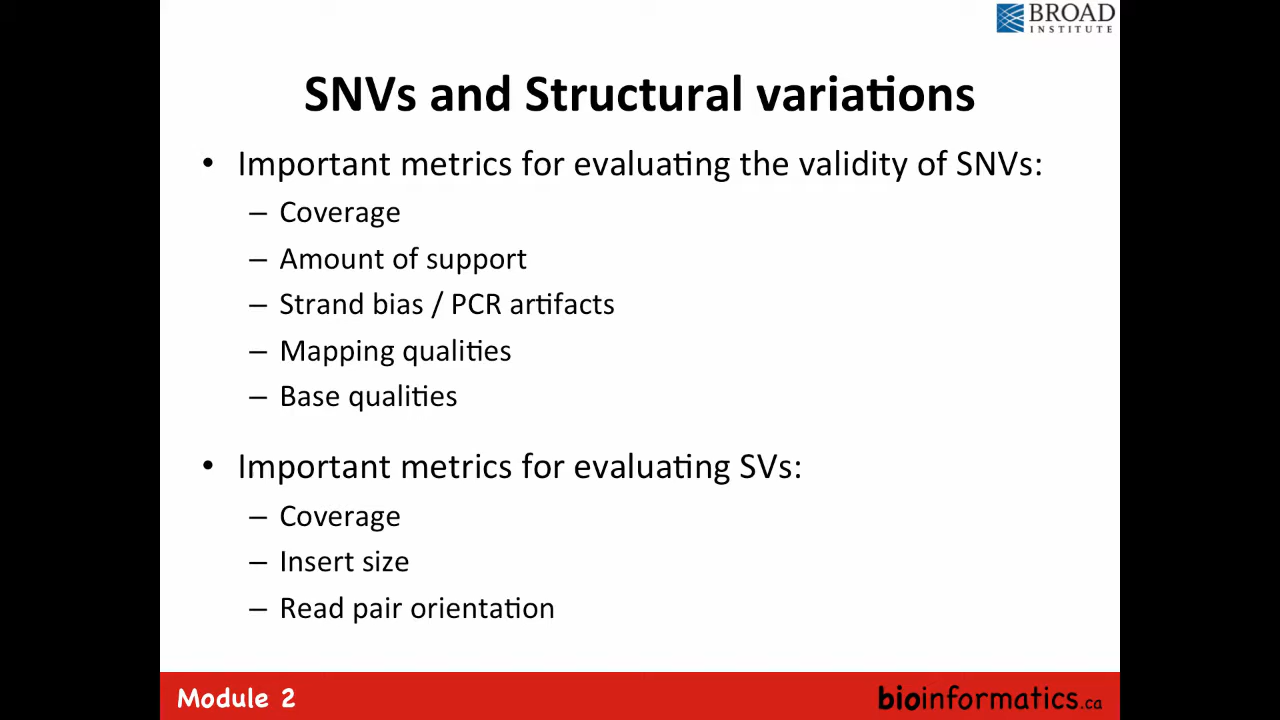 BROAD
INSTITUTE
SNVs and Structural variations
• Important metrics for evaluating the validity of SNVs:
– Coverage
– Amount of support
– Strand bias / PCR artifacts
– Mapping qualities
– Base qualities
• Important metrics for evaluating SVs:
– Coverage
– Insert size
– Read pair orientation
Module 2
bioinformatics.ca